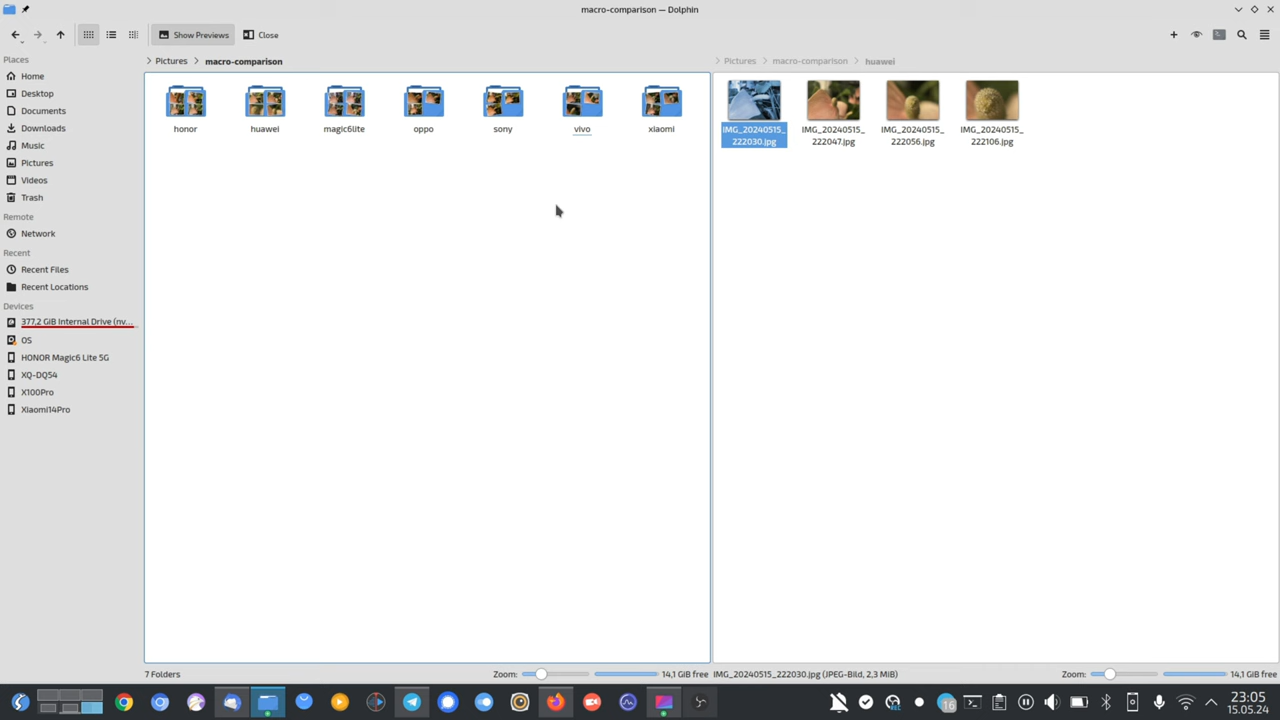 macro-comparison — Dolphin
Show Previews
Close
Places
Home
Desktop
Documents
Downloads
Music
Pictures
Videos
Trash
Remote
Network
Recent
Recent Files
Recent Locations
Devices
377,2 GiB Internal Drive (nv...
OS
HONOR Magic6 Lite 5G
XQ-DQ54
X100Pro
Xiaomi14Pro
Pictures
macro-comparison
honor
huawei
magic6lite
oppo
sony
vivo
xiaomi
7 Folders
Zoom:
14,1 GiB free
Pictures
macro-comparison
huawei
IMG_20240515_
222030.jpg
IMG_20240515_
222047.jpg
IMG_20240515_
222056.jpg
IMG_20240515_
222106.jpg
IMG_20240515_222030.jpg (JPEG-Bild, 2,3 MiB)
Zoom:
14,1 GiB free
REC
16
23:05
15.05.24